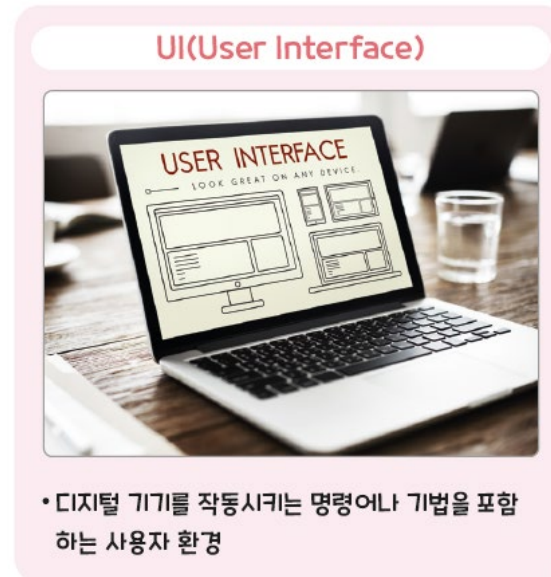 UI(User Interface)
USER INTERFACE
LOOK GREAT ON ANY DEVICE.
• 디지털 기기를 작동시키는 명령어나 기법을 포함
하는 사용자 환경